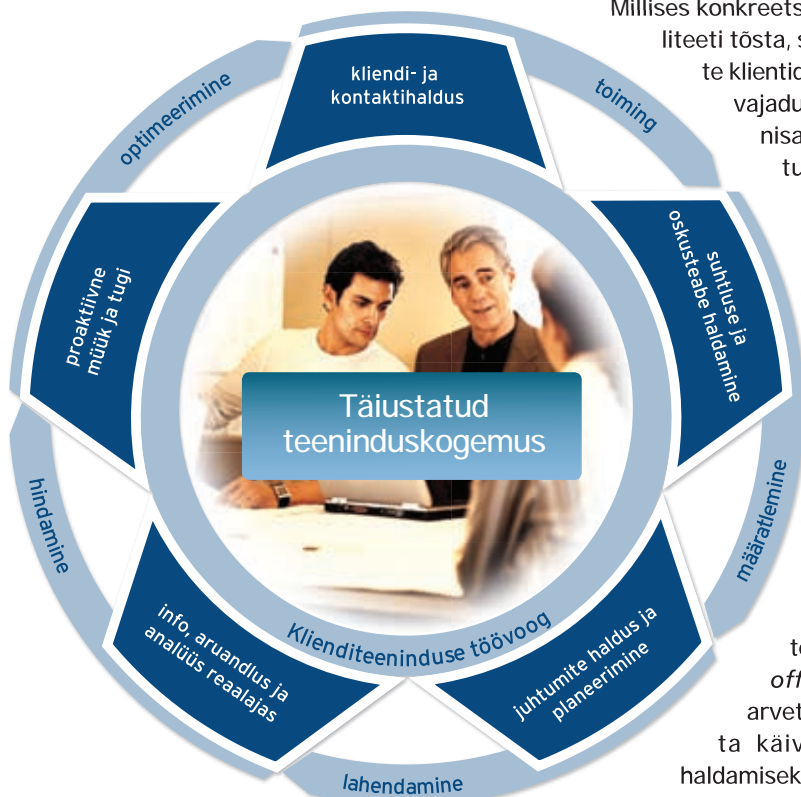 Millises konkreets
liteeti tõsta, s
te klientid
vajadu
nisa
tu
kliendi- ja
kontaktihaldus
toiming
suhtluse ja
oskusteabe haldamine
määratlemine
juhtumite haldus ja
planeerimine
lahendamine
info, aruandlus ja
analüüs reaalajas
hindamine
proaktiivne
müük ja tugi
optimeerimine
Täiustatud
teeninduskogemus
Klienditeeninduse töövoog
te
off
arvet
ta käiv
haldamisek